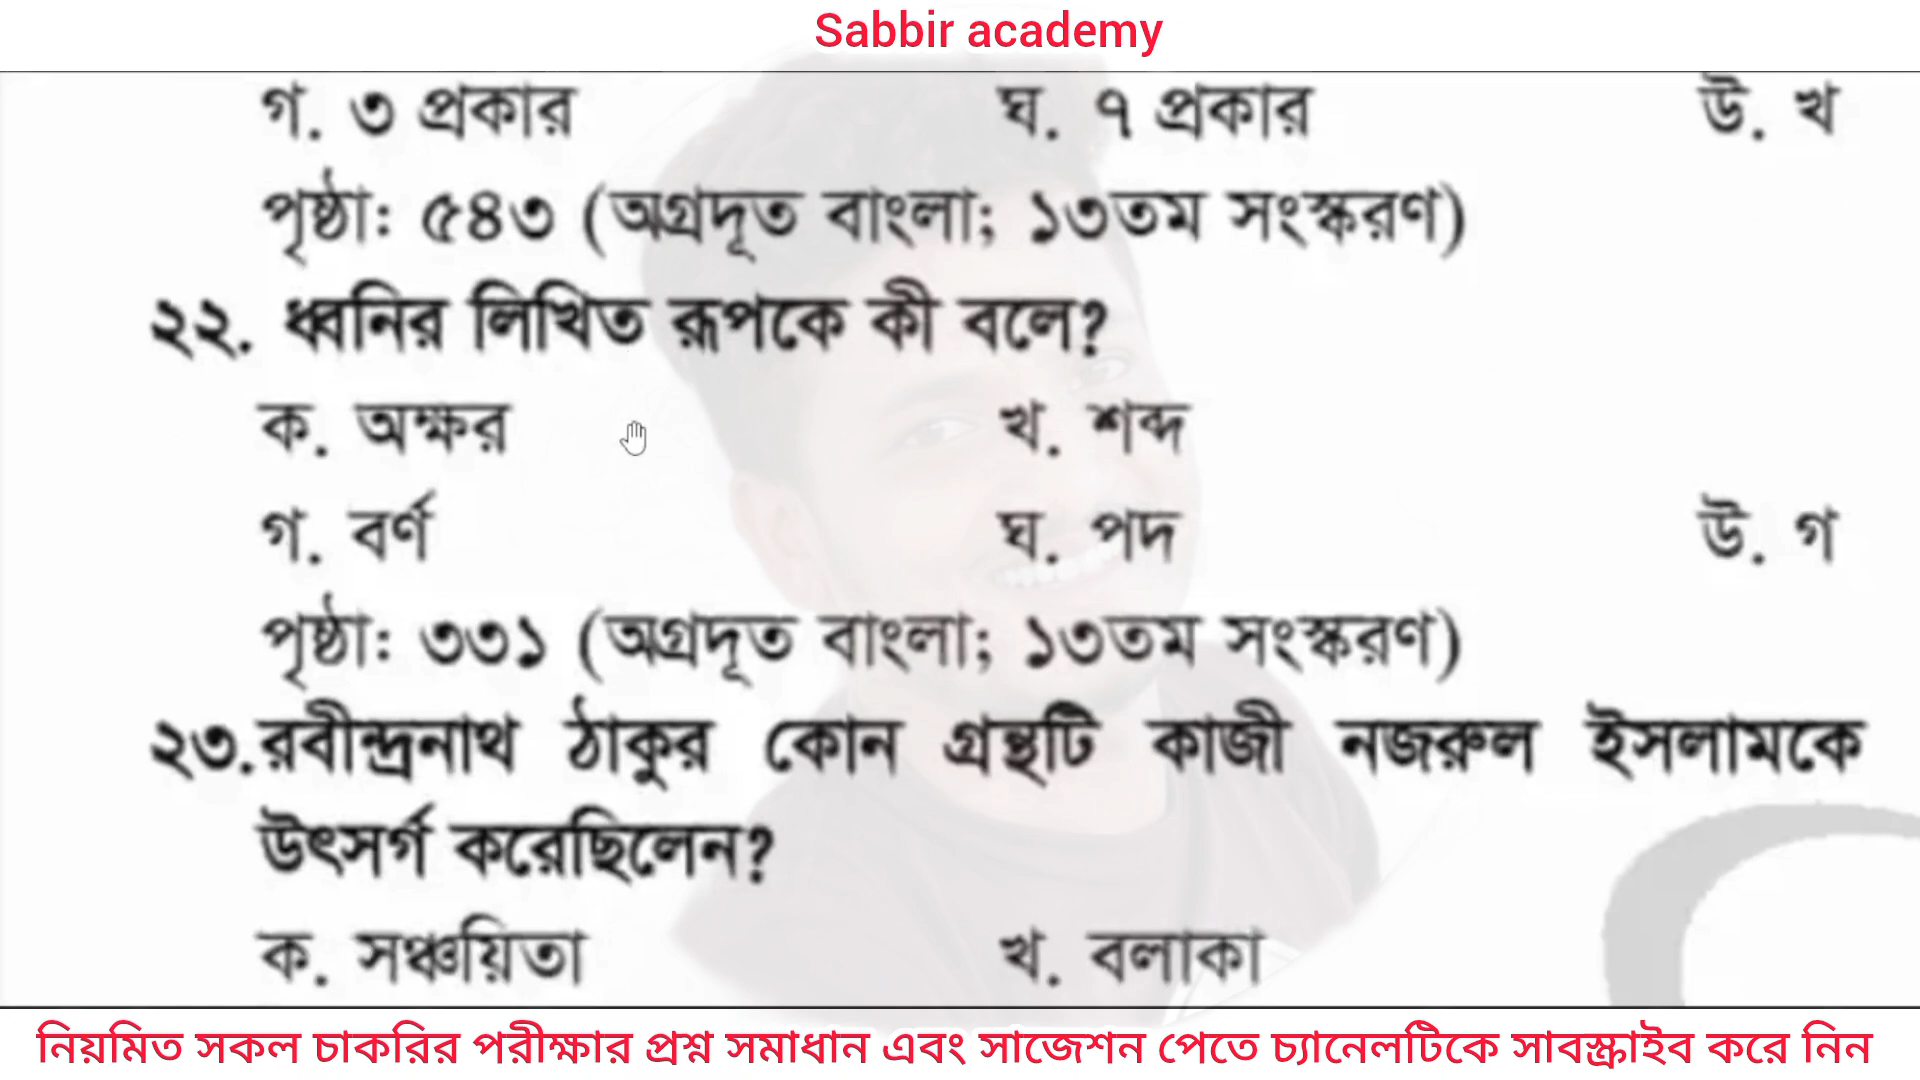 Sabbir academy
গ. ৩ প্রকার ঘ. ৭ প্রকার উ. খ
পৃষ্ঠা: ৫৪৩ (অগ্রদূত বাংলা; ১৩তম সংস্করণ)
২২. ধ্বনির লিখিত রূপকে কী বলে?
ক. অক্ষর খ. শব্দ
গ. বর্ণ ঘ. পদ উ. গ
পৃষ্ঠা: ৩৩১ (অগ্রদূত বাংলা; ১৩তম সংস্করণ)
২৩. রবীন্দ্রনাথ ঠাকুর কোন গ্রন্থটি কাজী নজরুল ইসলামকে
উৎসর্গ করেছিলেন?
ক. সঞ্চয়িতা খ. বলাকা
নিয়মিত সকল চাকরির পরীক্ষার প্রশ্ন সমাধান এবং সাজেশন পেতে চ্যানেলটিকে সাবস্ক্রাইব করে নিন